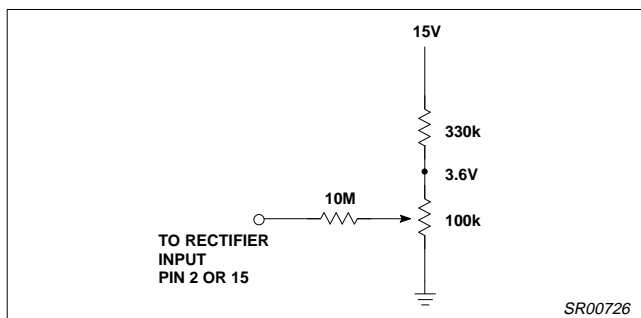 15V
330k
3.6V
10M
100k
TO RECTIFIER
INPUT
PIN 2 OR 15
SR00726